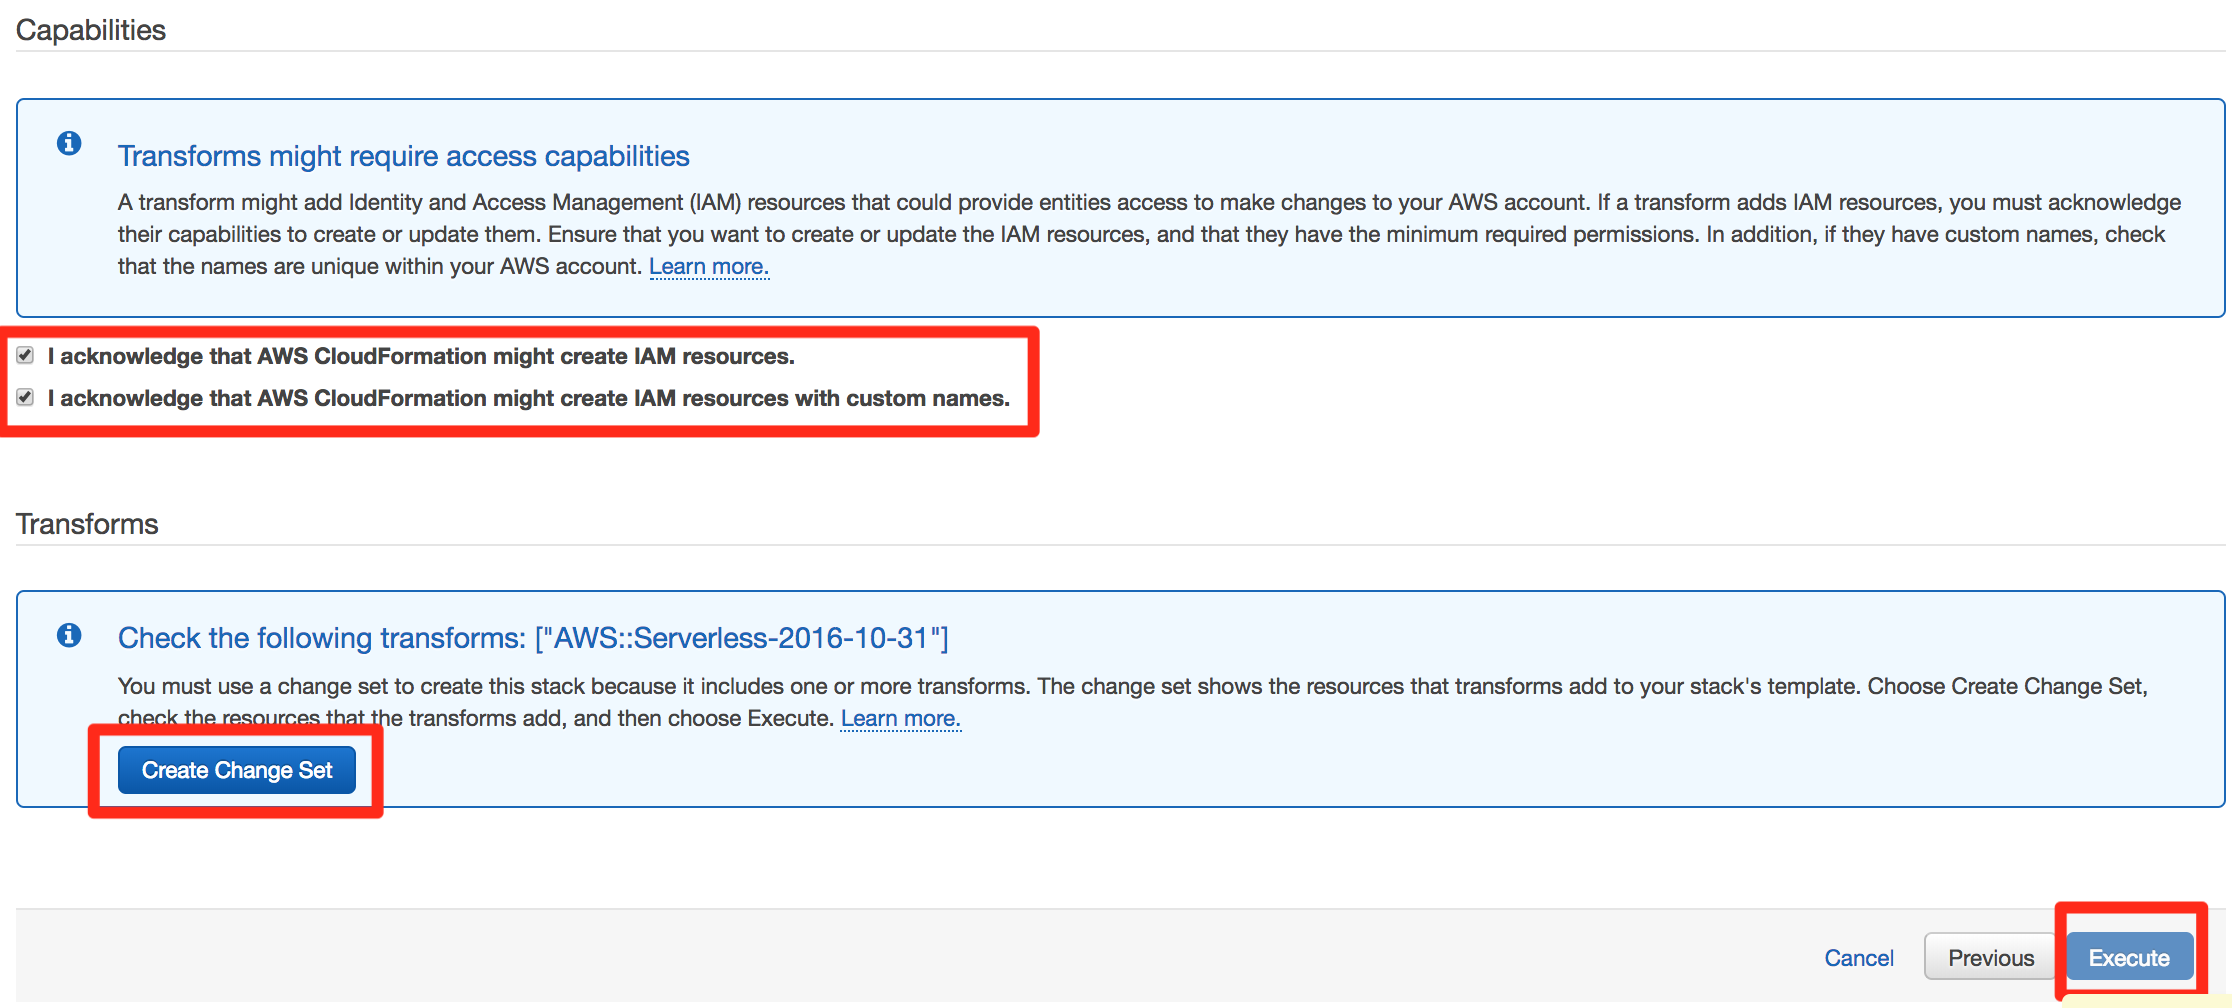 Capabilities
Transforms might require access capabilities
A transform might add Identity and Access Management (IAM) resources that could provide entities access to make changes to your AWS account. If a transform adds IAM resources, you must acknowledge
their capabilities to create or update them. Ensure that you want to create or update the IAM resources, and that they have the minimum required permissions. In addition, if they have custom names, check
that the names are unique within your AWS account. Learn more.
I acknowledge that AWS CloudFormation might create IAM resources.
I acknowledge that AWS CloudFormation might create IAM resources with custom names.
Transforms
Check the following transforms: ["AWS::Serverless-2016-10-31"]
You must use a change set to create this stack because it includes one or more transforms. The change set shows the resources that transforms add to your stack's template. Choose Create Change Set,
check the resources that the transforms add, and then choose Execute. Learn more.
Create Change Set
Cancel Previous Execute